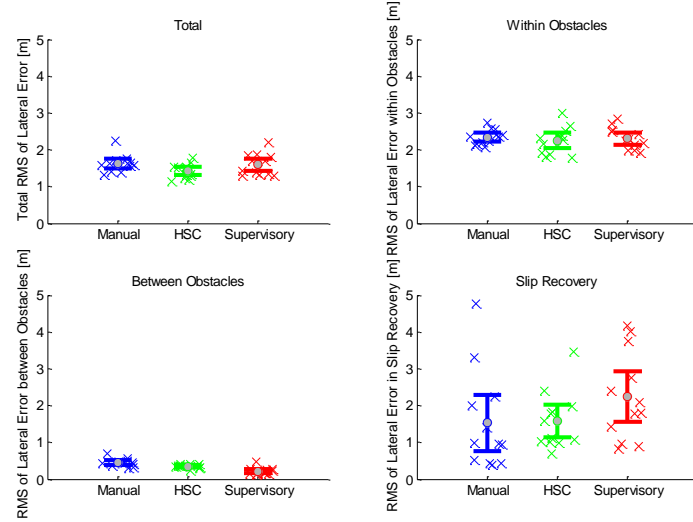 Total
Total RMS of Lateral Error [m]
5
4
3
2
1
0
Manual HSC Supervisory
Within Obstacles
RMS of Lateral Error within Obstacles [m]
5
4
3
2
1
0
Manual HSC Supervisory
Between Obstacles
RMS of Lateral Error between Obstacles [m]
5
4
3
2
1
0
Manual HSC Supervisory
Slip Recovery
RMS of Lateral Error in Slip Recovery [m]
5
4
3
2
1
0
Manual HSC Supervisory